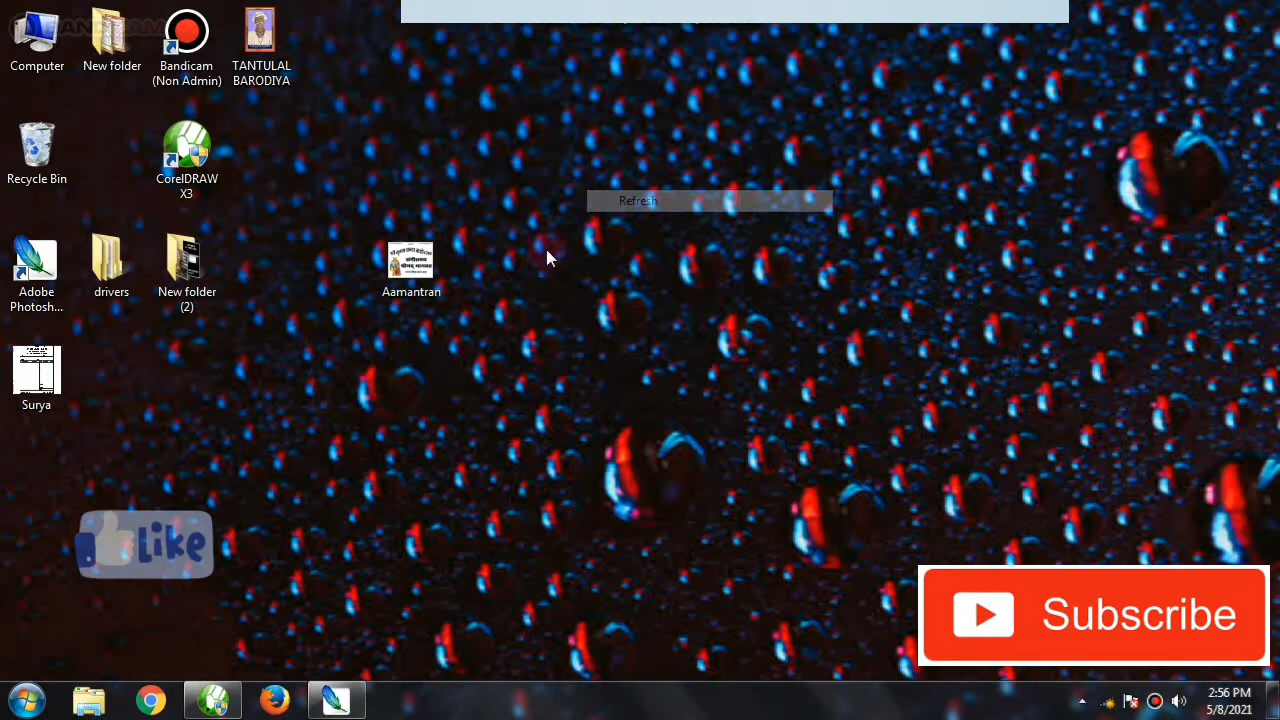 BANDICAM
Computer
New folder
Bandicam
(Non Admin)
TANTULAL
BARODIYA
Recycle Bin
CorelDRAW
X3
Refresh
Adobe
Photosh...
drivers
New folder
(2)
Aamantran
Surya
Like
Subscribe
2:56 PM
5/8/2021